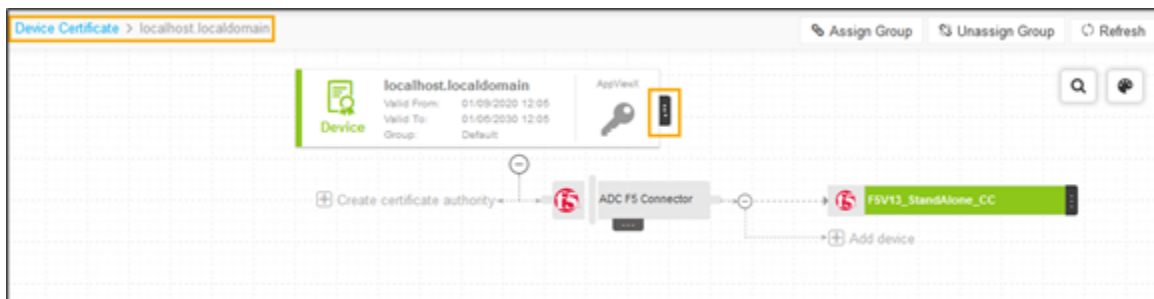 Device Certificate > localhost.localdomain
Assign Group
Unassign Group
Refresh
localhost.localdomain
AppViewX
Valid From: 01/09/2020 12:05
Valid To: 01/06/2030 12:05
Device
Group: Default
Create certificate authority
f5
ADC F5 Connector
f5
F5V13_StandAlone_CC
Add device